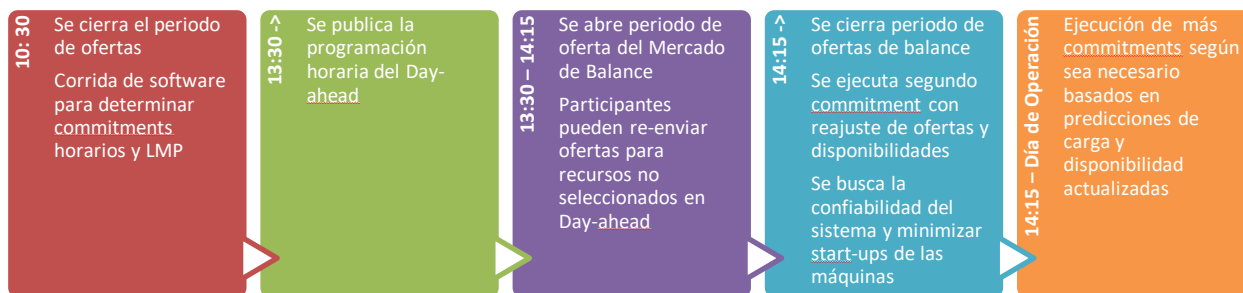 10: 30
Se cierra el periodo
de ofertas
Corrida de software
para determinar
commitments
horarios y LMP
13:30 ->
Se publica la
programación
horaria del Day-
ahead
13:30 – 14:15
Se abre periodo de
oferta del Mercado
de Balance
Participantes
pueden re-enviar
ofertas para
recursos no
seleccionados en
Day-ahead
14:15 ->
Se cierra periodo de
ofertas de balance
Se ejecuta segundo
commitment con
reajuste de ofertas y
disponibilidades
Se busca la
confiabilidad del
sistema y minimizar
start-ups de las
máquinas
14:15 – Día de Operación
Ejecución de más
commitments según
sea necesario
basados en
predicciones de
carga y
disponibilidad
actualizadas